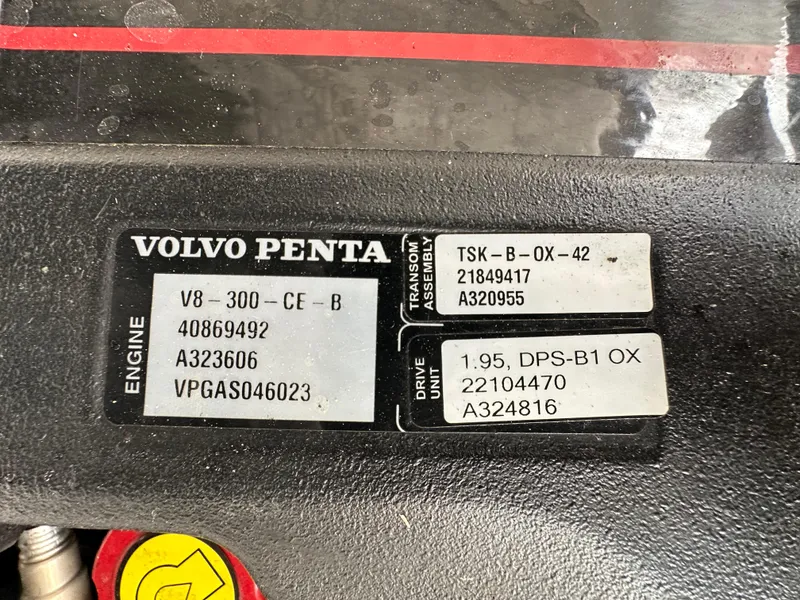 VOLVO PENTA
ENGINE
V8-300-CE-B
40869492
A323606
VPGAS046023
TRANSOM
ASSEMBLY
TSK-B-OX-42
21849417
A320955
DRIVE
UNIT
1.95, DPS-B1 OX
22104470
A324816